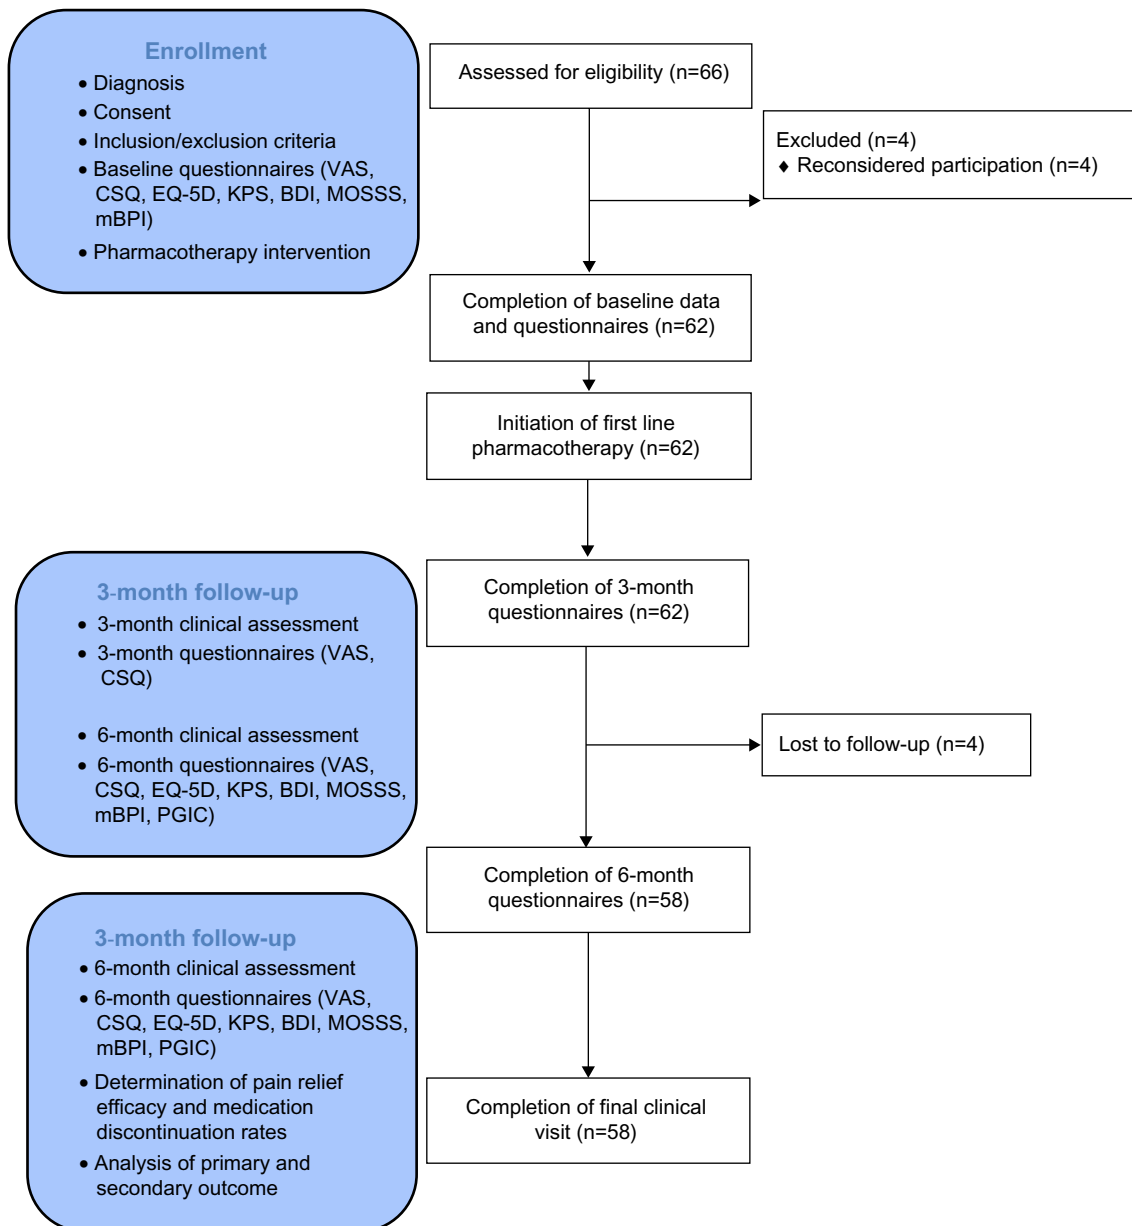 Enrollment
• Diagnosis
• Consent
• Inclusion/exclusion criteria
• Baseline questionnaires (VAS,
CSQ, EQ-5D, KPS, BDI, MOSSS,
mBPI)
• Pharmacotherapy intervention
Assessed for eligibility (n=66)
Excluded (n=4)
♦ Reconsidered participation (n=4)
Completion of baseline data
and questionnaires (n=62)
Initiation of first line
pharmacotherapy (n=62)
3-month follow-up
• 3-month clinical assessment
• 3-month questionnaires (VAS,
CSQ)
• 6-month clinical assessment
• 6-month questionnaires (VAS,
CSQ, EQ-5D, KPS, BDI, MOSSS,
mBPI, PGIC)
Completion of 3-month
questionnaires (n=62)
Lost to follow-up (n=4)
Completion of 6-month
questionnaires (n=58)
3-month follow-up
• 6-month clinical assessment
• 6-month questionnaires (VAS,
CSQ, EQ-5D, KPS, BDI, MOSSS,
mBPI, PGIC)
• Determination of pain relief
efficacy and medication
discontinuation rates
• Analysis of primary and
secondary outcome
Completion of final clinical
visit (n=58)